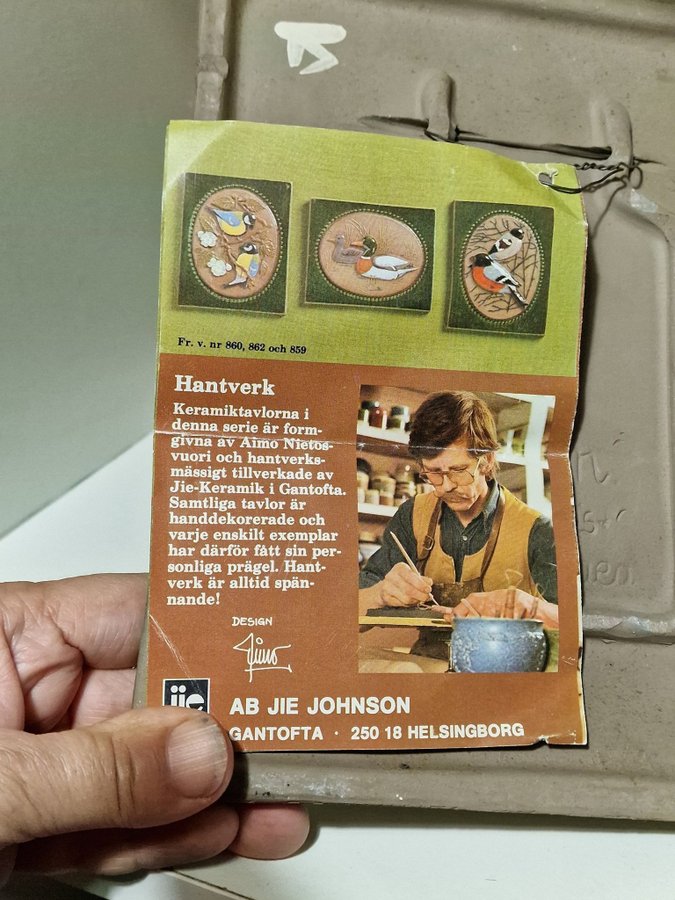 Fr. v. nr 860, 862 och 859
Hantverk
Keramiktavlorna i
denna serie är form-
givna av Aimo Nietos-
vuori och hantverks-
mässigt tillverkade av
Jie-Keramik i Gantofta.
Samtliga tavlor är
handdekorerade och
varje enskilt exemplar
har därför fått sin per-
sonliga prägel. Hant-
verk är alltid spän-
nande!
DESIGN
Aimo
jie
AB JIE JOHNSON
GANTOFTA · 250 18 HELSINGBORG